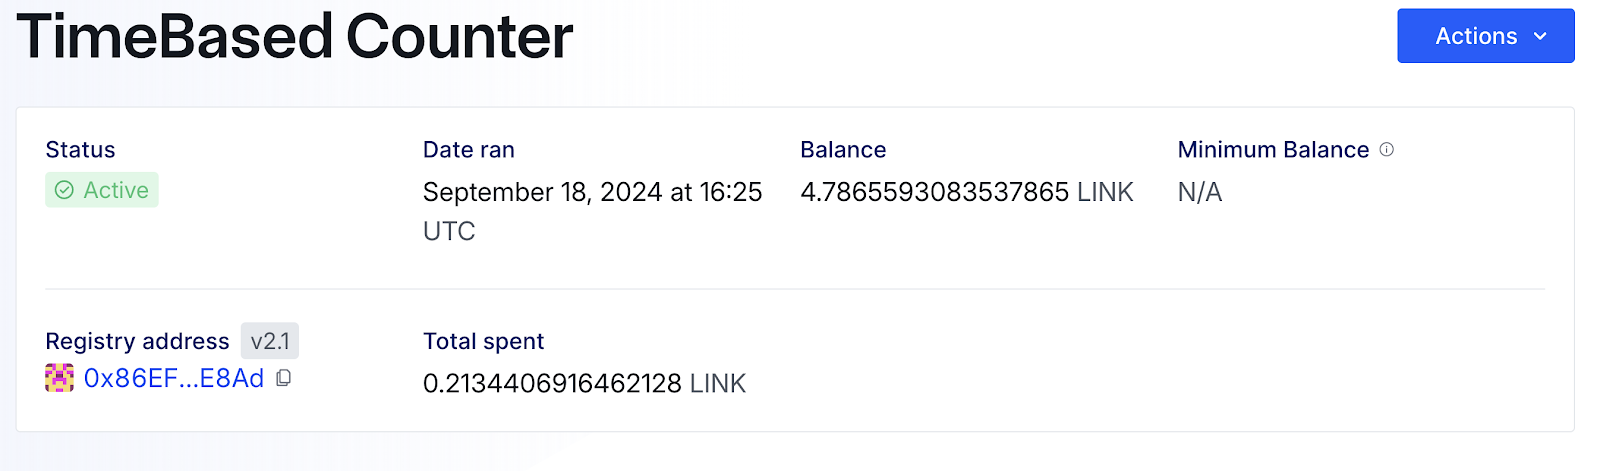 TimeBased Counter
Actions
Status
Active
Date ran
September 18, 2024 at 16:25
UTC
Balance
4.7865593083537865 LINK
Minimum Balance
N/A
Registry address v2.1
0x86EF...E8Ad
Total spent
0.2134406916462128 LINK